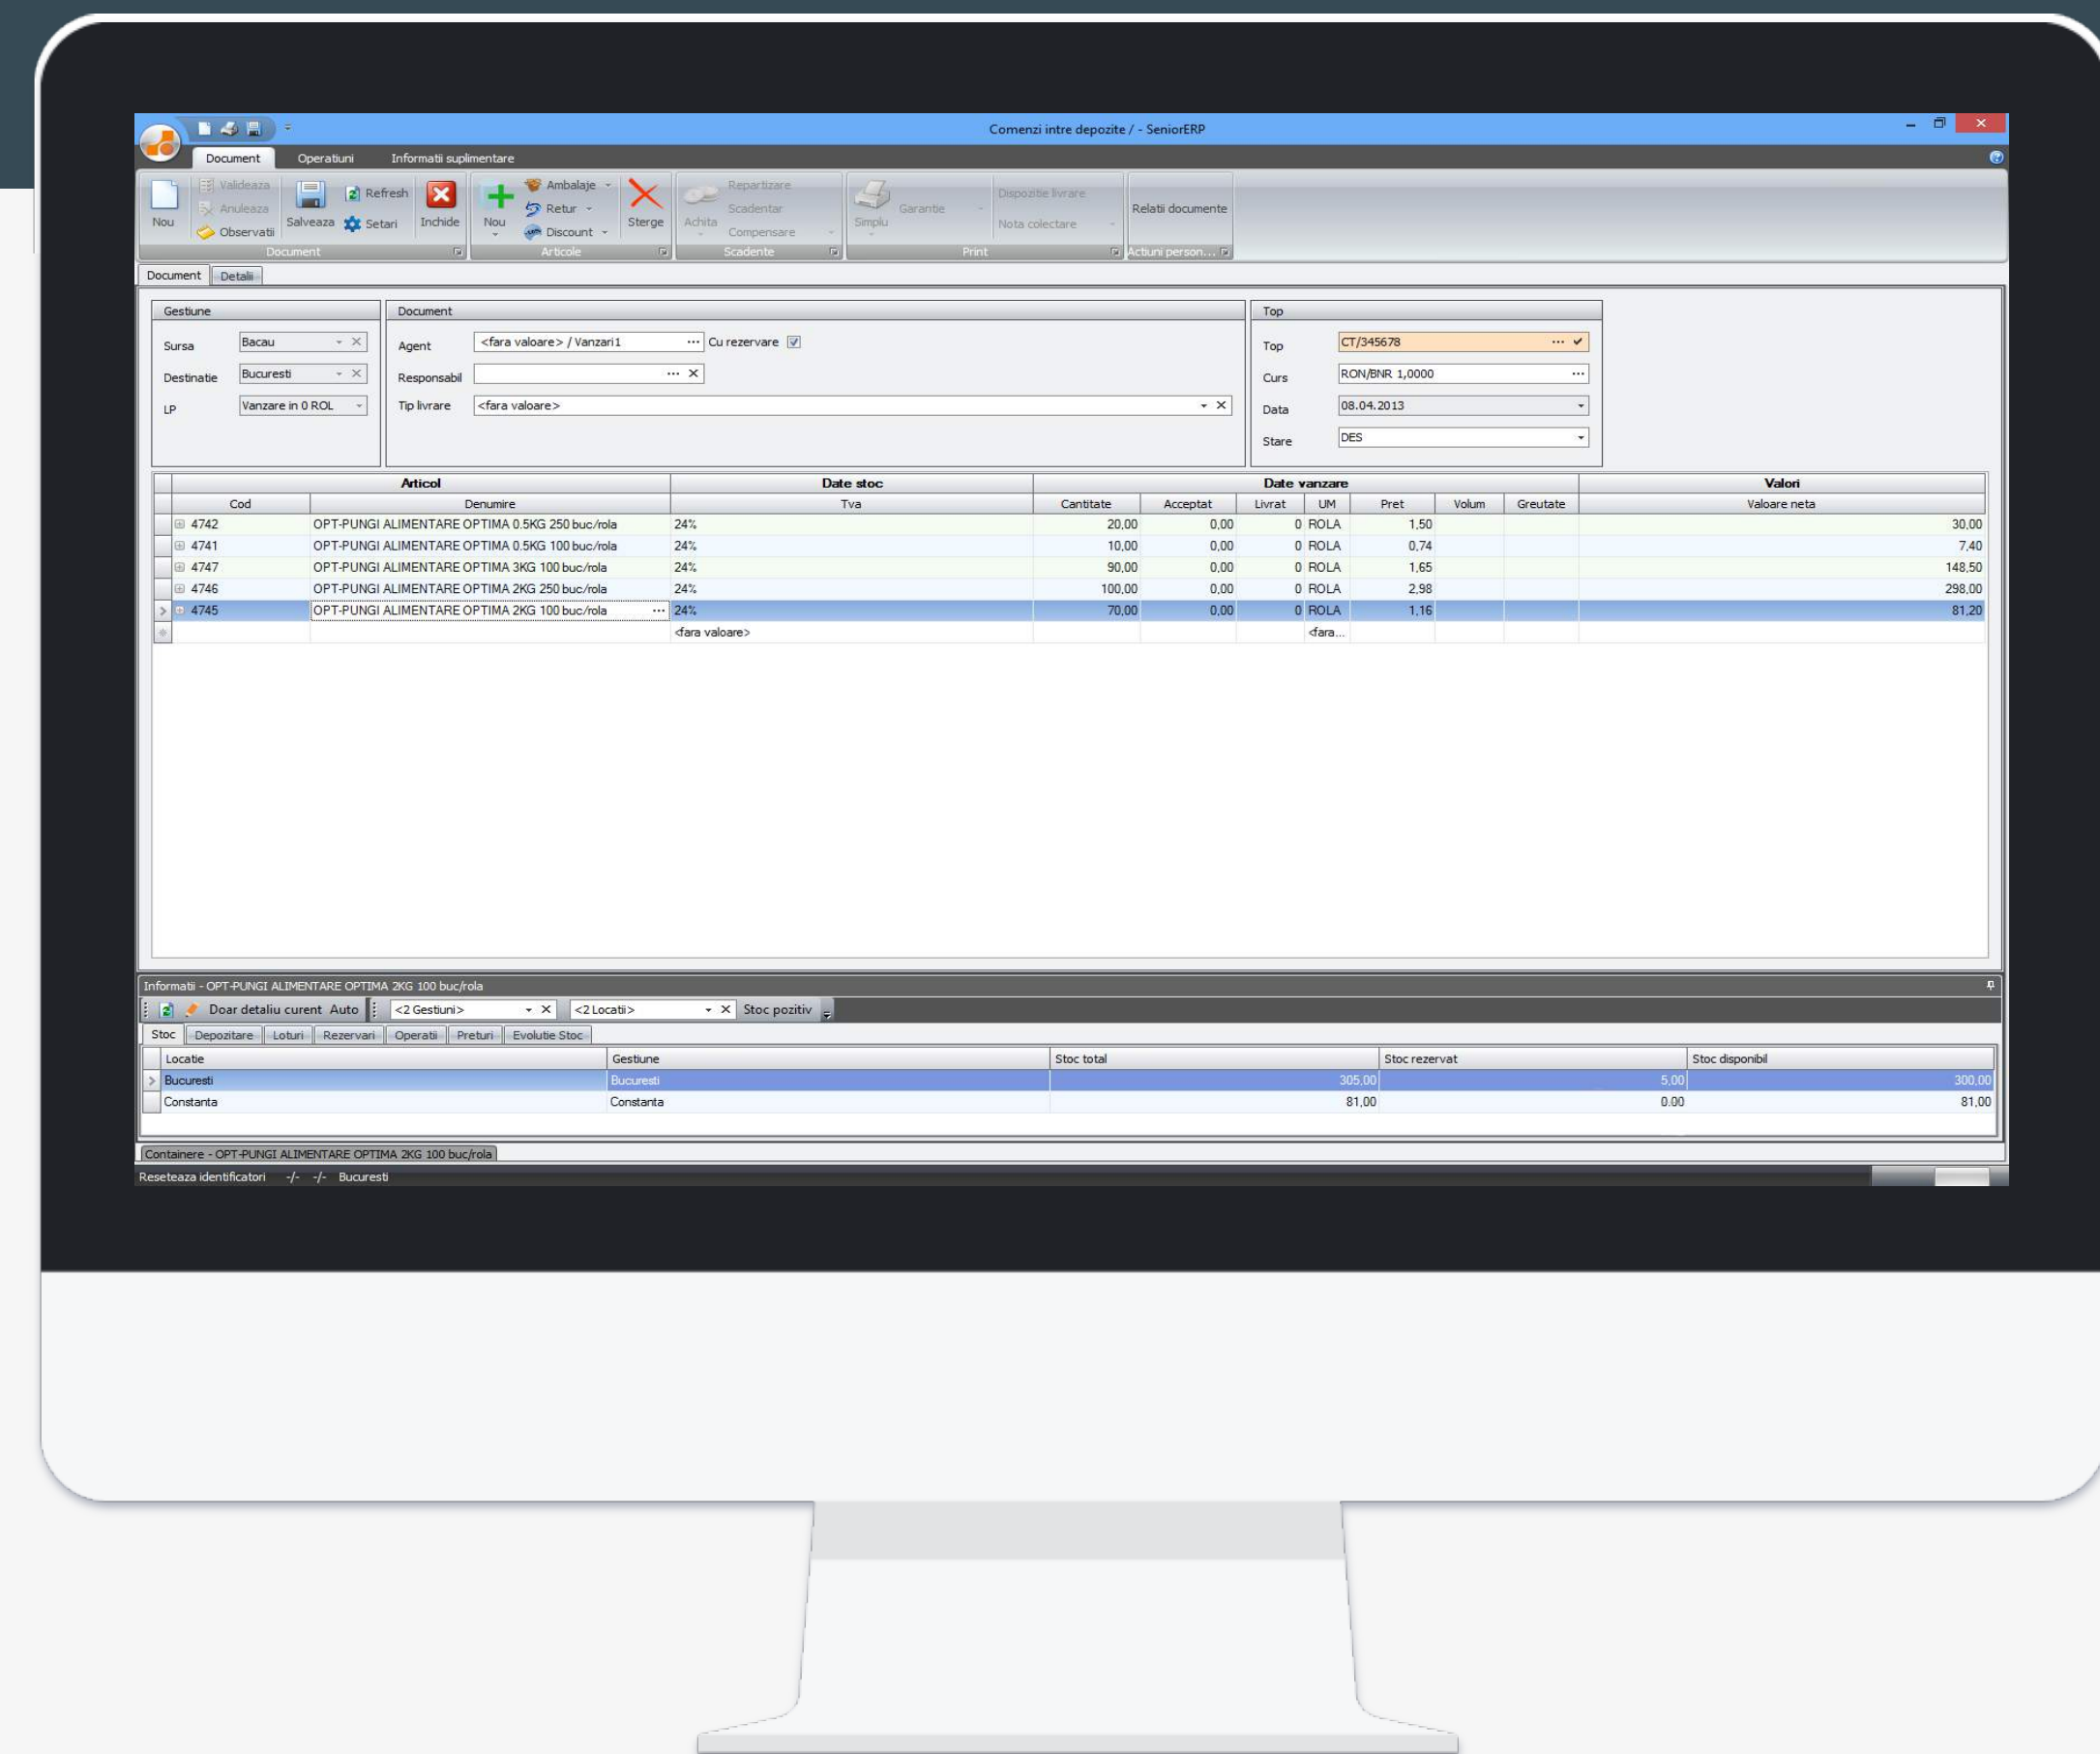 Comenzi intre depozite / - SeniorERP
Document Operatiuni Informatii suplimentare
Nou Valideaza Anuleaza Observatii Salveaza Refresh Setari Inchide Nou Ambalaje Retur Discount Sterge Achita Repartizare Scadentar Compensare Simplu Garantie Dispozitie livrare Nota colectare Relatii documente
Document Articole Scadente Print Actiuni person...
Document Detalii
Gestiune Document Top
Sursa Bacau Agent <fara valoare> / Vanzari1 Cu rezervare Top CT/345678
Destinatie Bucuresti Responsabil Curs RON/BNR 1,0000
LP Vanzare in 0 ROL Tip livrare <fara valoare> Data 08.04.2013
Stare DES
Articol Date stoc Date vanzare Valori
Cod Denumire Tva Cantitate Acceptat Livrat UM Pret Volum Greutate Valoare neta
4742 OPT-PUNGI ALIMENTARE OPTIMA 0.5KG 250 buc/rola 24% 20,00 0,00 0 ROLA 1,50 30,00
4741 OPT-PUNGI ALIMENTARE OPTIMA 0.5KG 100 buc/rola 24% 10,00 0,00 0 ROLA 0,74 7,40
4747 OPT-PUNGI ALIMENTARE OPTIMA 3KG 100 buc/rola 24% 90,00 0,00 0 ROLA 1,65 148,50
4746 OPT-PUNGI ALIMENTARE OPTIMA 2KG 250 buc/rola 24% 100,00 0,00 0 ROLA 2,98 298,00
4745 OPT-PUNGI ALIMENTARE OPTIMA 2KG 100 buc/rola ... 24% 70,00 0,00 0 ROLA 1,16 81,20
<fara valoare> <fara...
Informatii - OPT-PUNGI ALIMENTARE OPTIMA 2KG 100 buc/rola
Doar detaliu curent Auto <2 Gestiuni> <2 Locatii> Stoc pozitiv
Stoc Depozitare Loturi Rezervari Operatii Preturi Evolutie Stoc
Locatie Gestiune Stoc total Stoc rezervat Stoc disponibil
Bucuresti Bucuresti 305,00 5,00 300,00
Constanta Constanta 81,00 0.00 81,00
Containere - OPT-PUNGI ALIMENTARE OPTIMA 2KG 100 buc/rola
Reseteaza identificatori -/- -/- Bucuresti